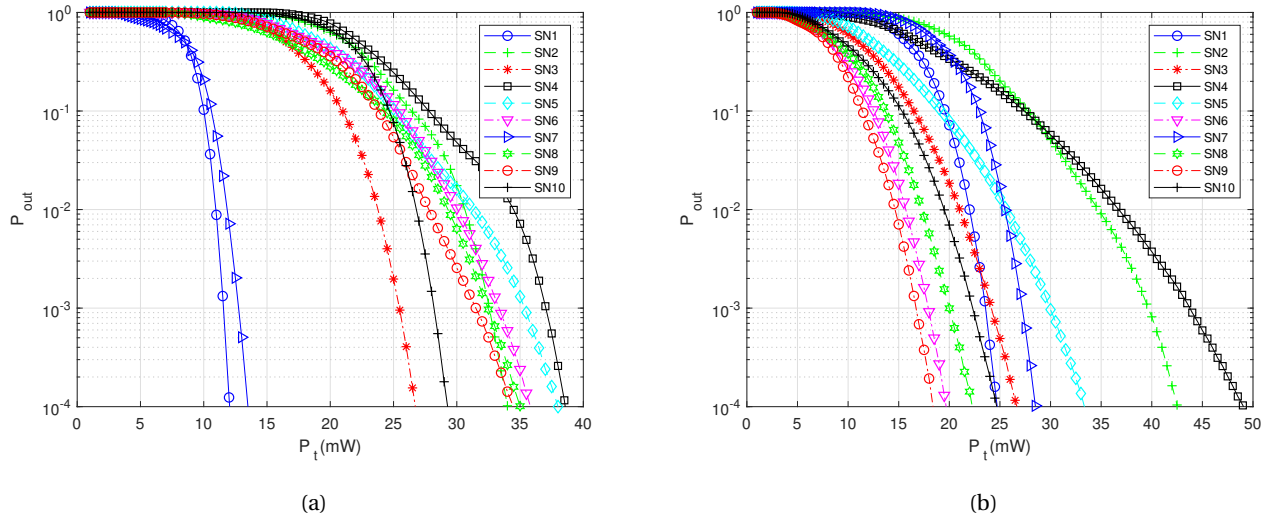 10^0
10^-1
10^-2
10^-3
10^-4
P_out
0 5 10 15 20 25 30 35 40
P_t(mW)
SN1
SN2
SN3
SN4
SN5
SN6
SN7
SN8
SN9
SN10
(a)
10^0
10^-1
10^-2
10^-3
10^-4
P_out
0 5 10 15 20 25 30 35 40 45 50
P_t(mW)
SN1
SN2
SN3
SN4
SN5
SN6
SN7
SN8
SN9
SN10
(b)